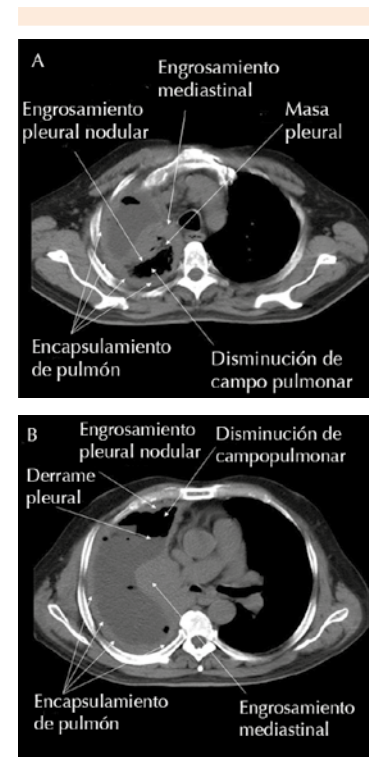 A
Engrosamiento
mediastinal
Engrosamiento
pleural nodular
Masa
pleural
Encapsulamiento
de pulmón
Disminución de
campo pulmonar
B
Engrosamiento
pleural nodular
Disminución de
campopulmonar
Derrame
pleural
Encapsulamiento
de pulmón
Engrosamiento
mediastinal